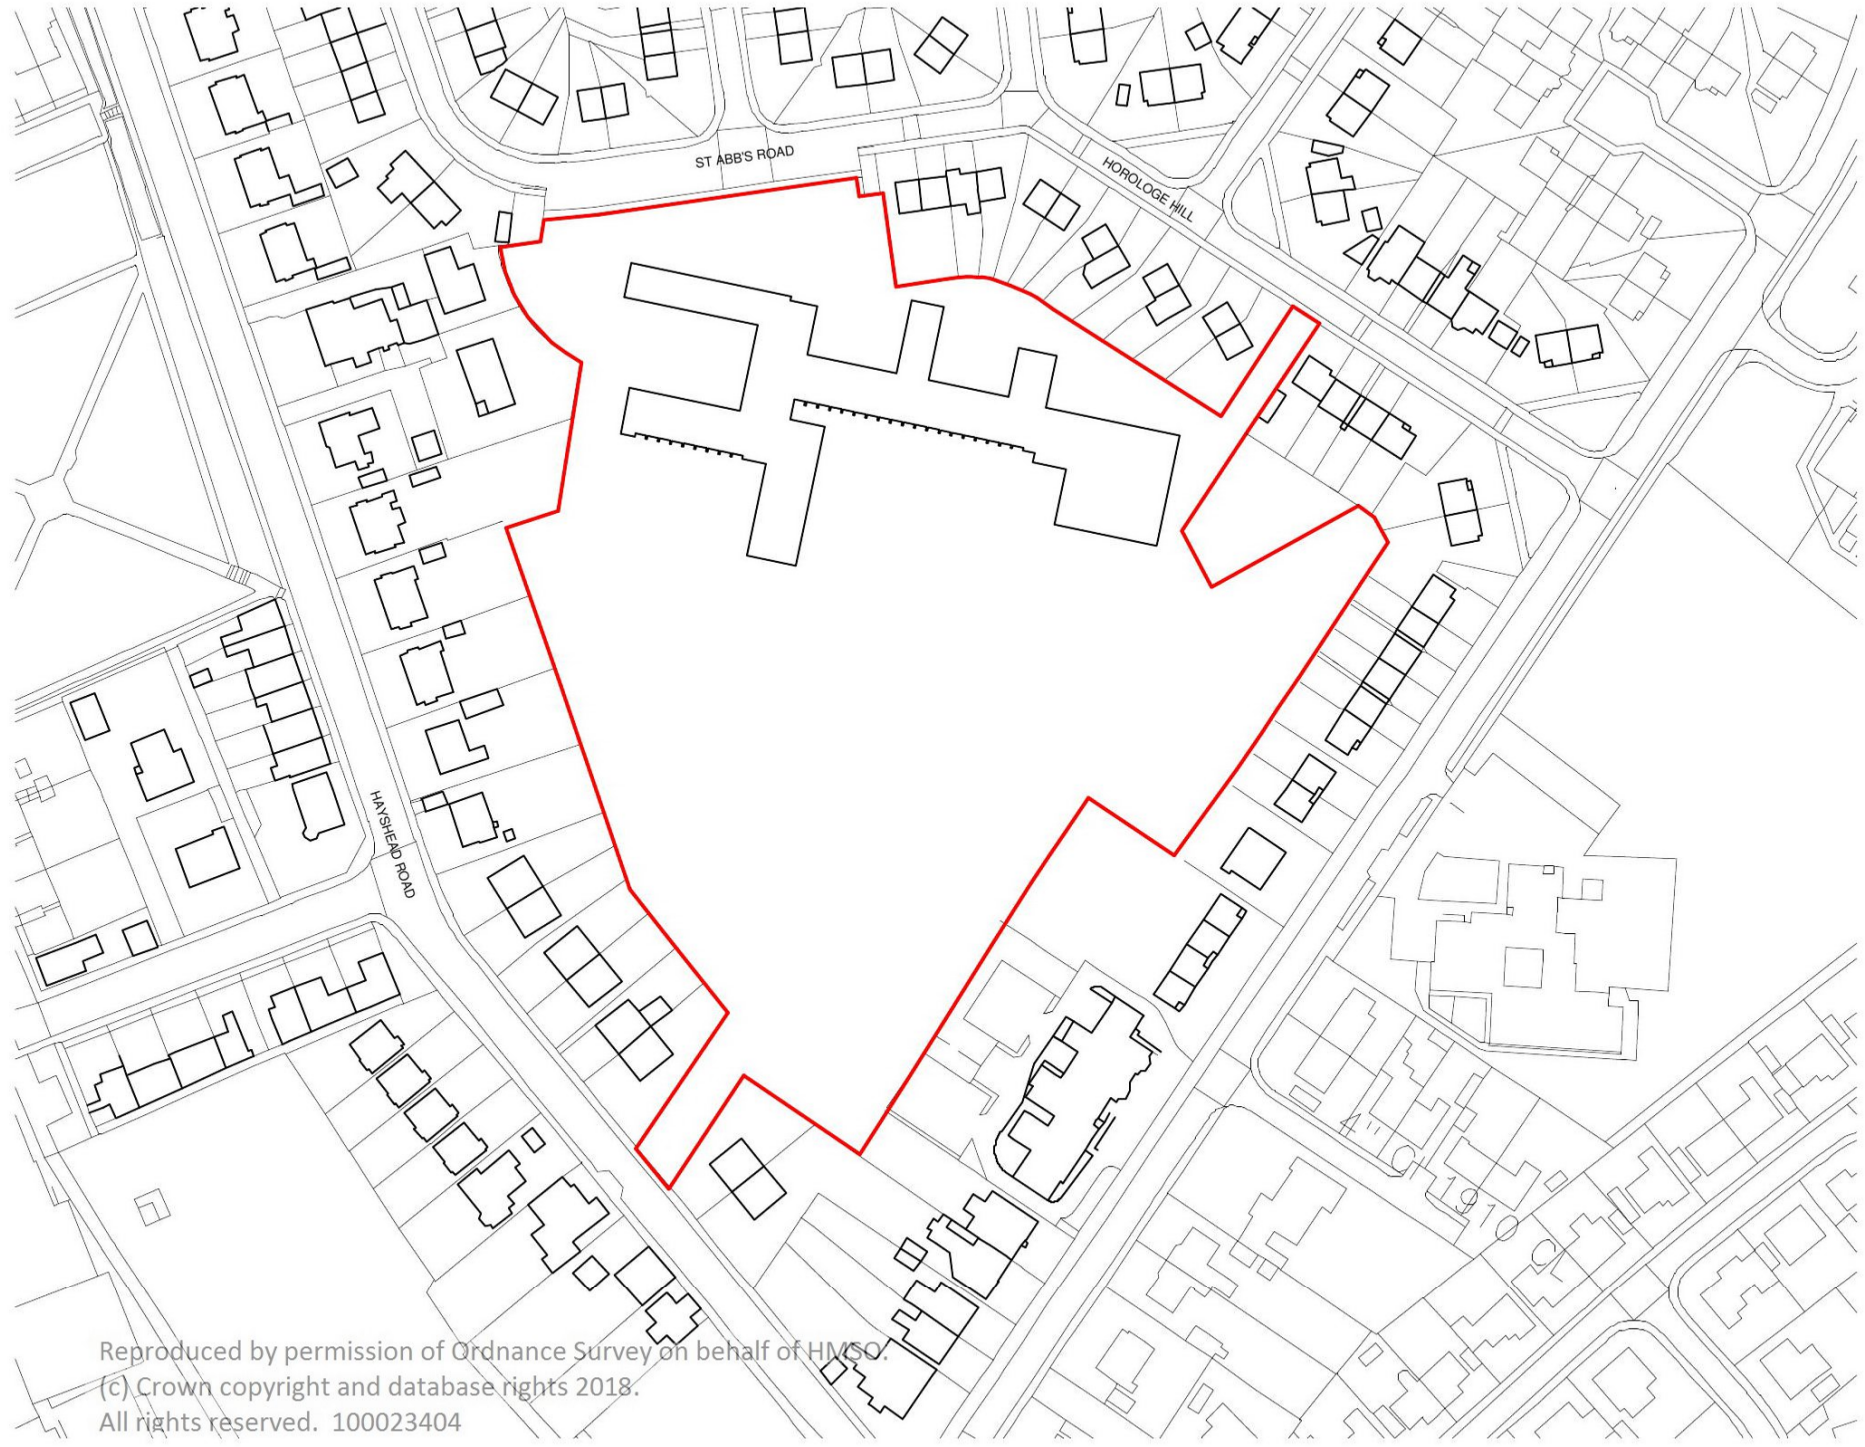 ST ABB'S ROAD
HOROLOGE HILL
HAYSHEAD ROAD
Reproduced by permission of Ordnance Survey on behalf of HMSO.
(c) Crown copyright and database rights 2018.
All rights reserved. 100023404